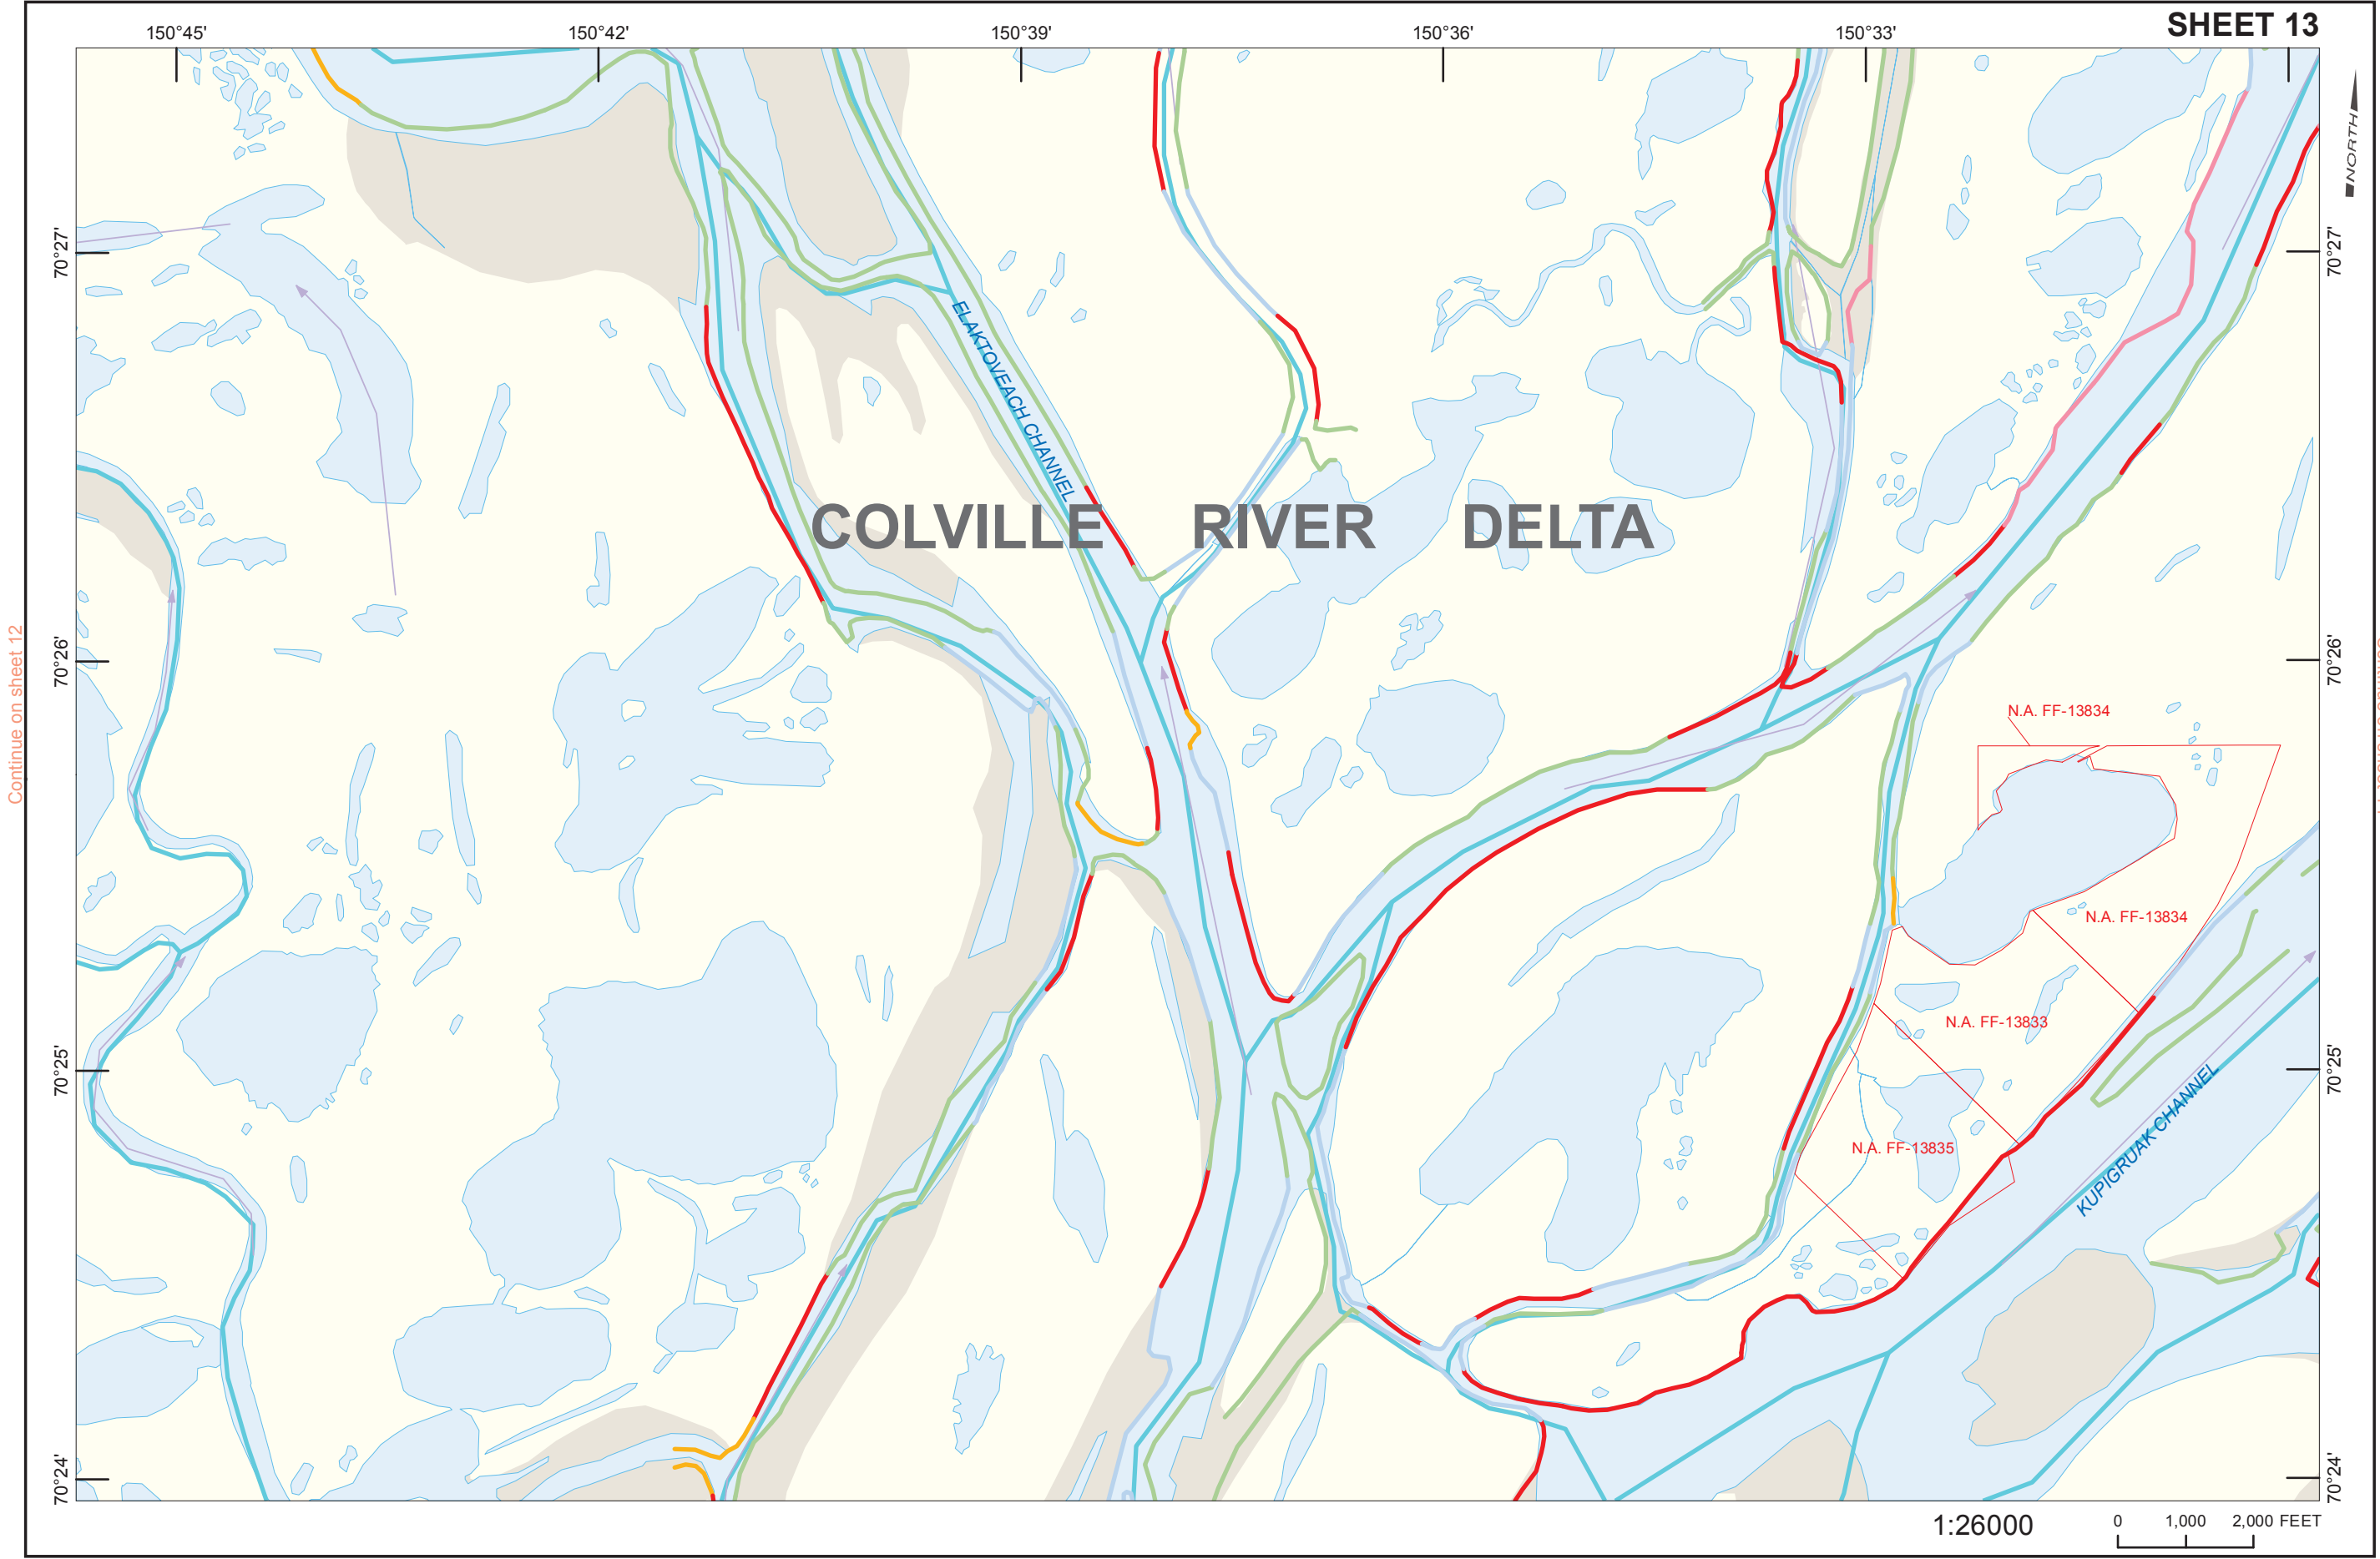 SHEET 13
150°45'
150°42'
150°39'
150°36'
150°33'
NORTH
70°27'
70°27'
ELAKTOVEACH CHANNEL
COLVILLE RIVER DELTA
Continue on sheet 12
70°26'
70°26'
N.A. FF-13834
N.A. FF-13834
N.A. FF-13833
70°25'
70°25'
N.A. FF-13835
KUPIGRUAK CHANNEL
70°24'
70°24'
1:26000
0 1,000 2,000 FEET